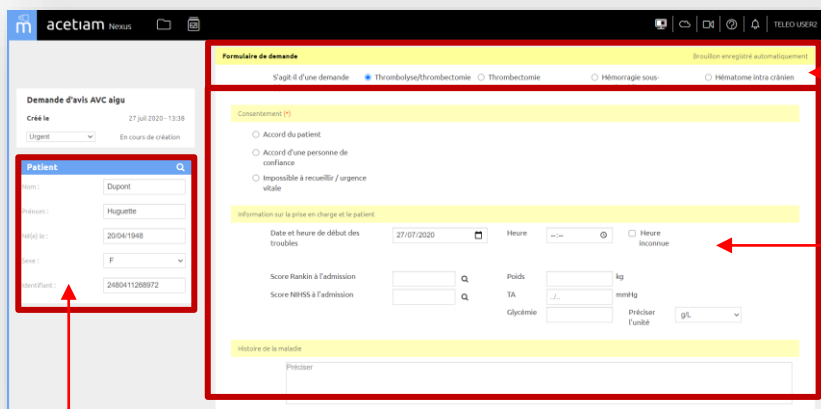 acetiam Nexus
TELEO USER2
Formulaire de demande
Brouillon enregistré automatiquement
S'agit-il d'une demande
Thrombolyse/thrombectomie
Thrombectomie
Hémorragie sous-
Hématome intra crânien
Demande d'avis AVC aigu
Créé le
27 juil 2020 - 13:38
Urgent
En cours de création
Patient
Nom :
Dupont
Prénom :
Huguette
Né(e) le :
20/04/1948
Sexe :
F
Identifiant :
2480411268972
Consentement (*)
Accord du patient
Accord d'une personne de
confiance
Impossible à recueillir / urgence
vitale
Information sur la prise en charge et le patient
Date et heure de début des
troubles
27/07/2020
Heure
--:--
Heure
inconnue
Score Rankin à l'admission
Poids
kg
Score NIHSS à l'admission
TA
../..
mmHg
Glycémie
Préciser
l'unité
g/L
Histoire de la maladie
Préciser